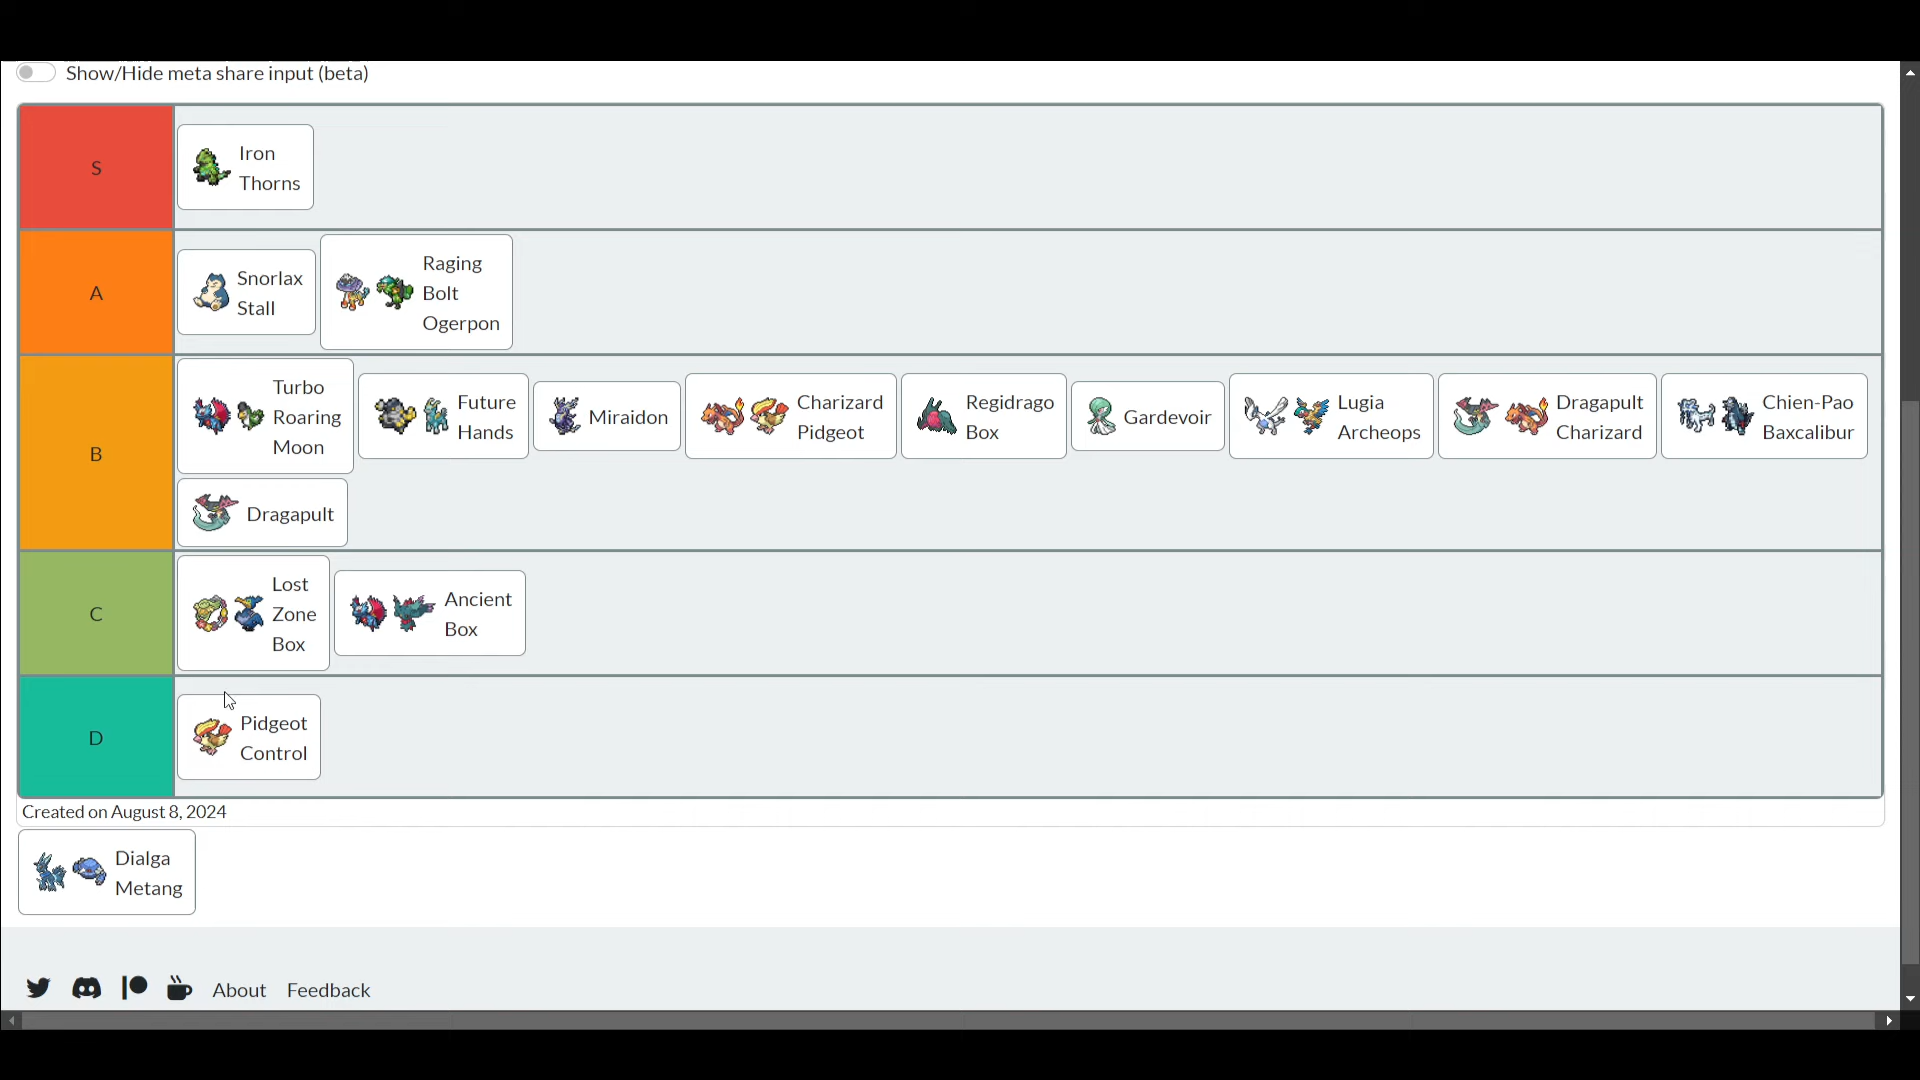 Show/Hide meta share input (beta)
S
Iron
Thorns
A
Snorlax
Stall
Raging
Bolt
Ogerpon
B
Turbo
Roaring
Moon
Future
Hands
Miraidon
Charizard
Pidgeot
Regidrago
Box
Gardevoir
Lugia
Archeops
Dragapult
Charizard
Chien-Pao
Baxcalibur
Dragapult
C
Lost
Zone
Box
Ancient
Box
D
Pidgeot
Control
Created on August 8, 2024
Dialga
Metang
About
Feedback